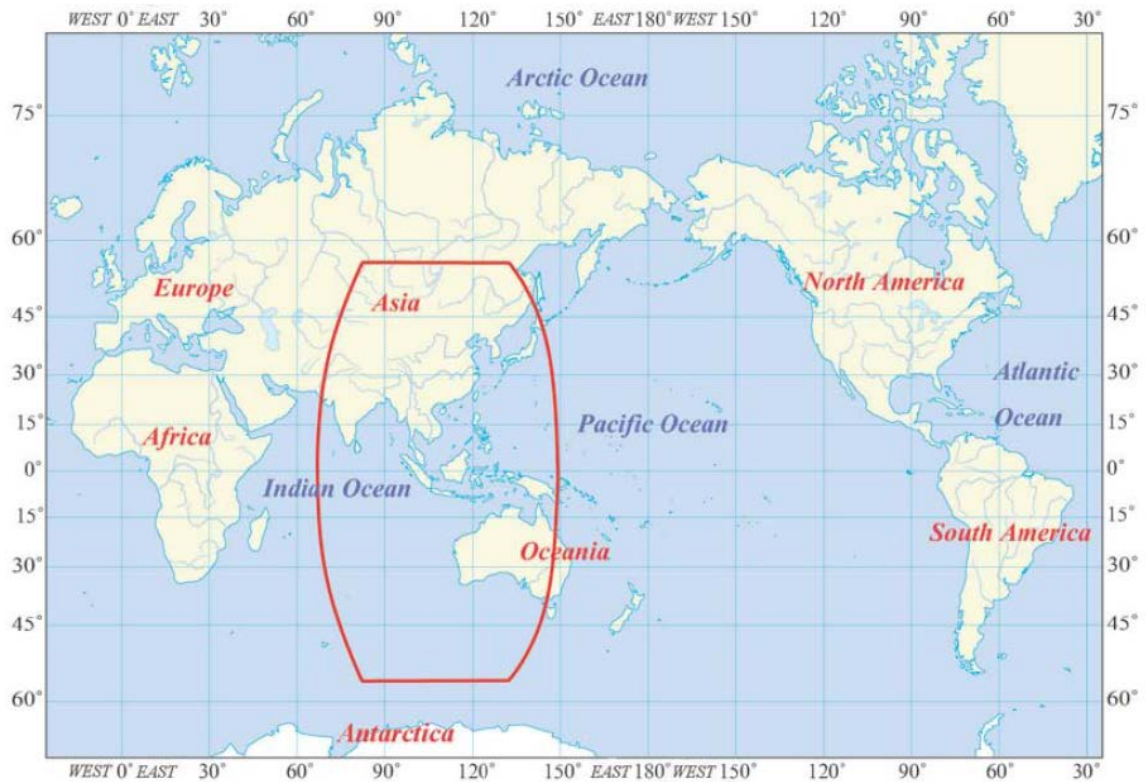 WEST 0° EAST 30° 60° 90° 120° 150° EAST 180° WEST 150° 120° 90° 60° 30°
Arctic Ocean
75° 75°
60° 60°
Europe Asia North America
45° 45°
30° 30°
Atlantic
Ocean
15° 15°
Africa Pacific Ocean
0° 0°
Indian Ocean
15° 15°
Oceania South America
30° 30°
45° 45°
60° 60°
Antarctica
WEST 0° EAST 30° 60° 90° 120° 150° EAST 180° WEST 150° 120° 90° 60° 30°